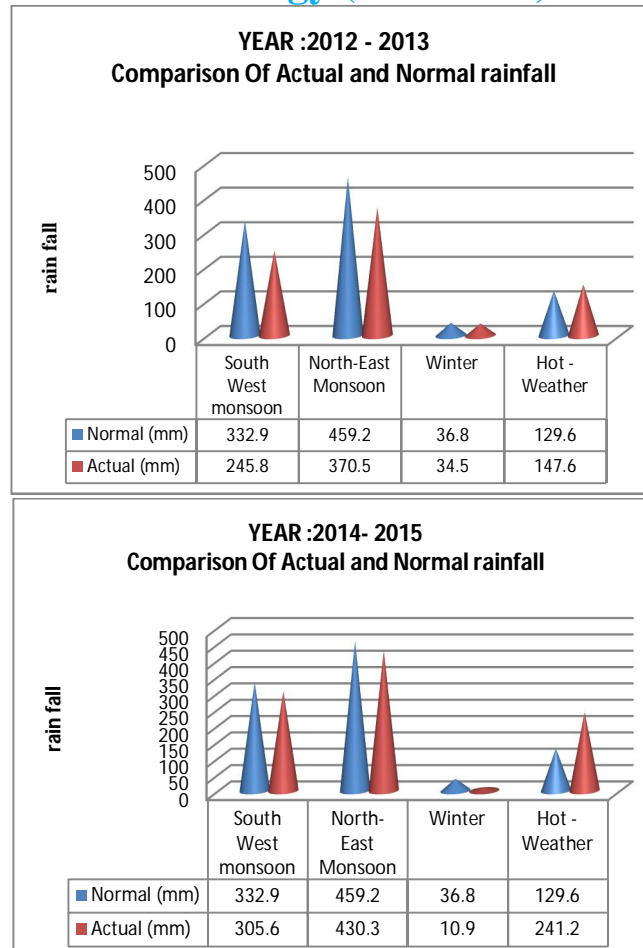 YEAR :2012 - 2013
Comparison Of Actual and Normal rainfall
rain fall
500
400
300
200
100
0
South West monsoon North-East Monsoon Winter Hot - Weather
Normal (mm) 332.9 459.2 36.8 129.6
Actual (mm) 245.8 370.5 34.5 147.6
YEAR :2014- 2015
Comparison Of Actual and Normal rainfall
rain fall
500
450
400
350
300
250
200
150
100
50
0
South West monsoon North-East Monsoon Winter Hot - Weather
Normal (mm) 332.9 459.2 36.8 129.6
Actual (mm) 305.6 430.3 10.9 241.2